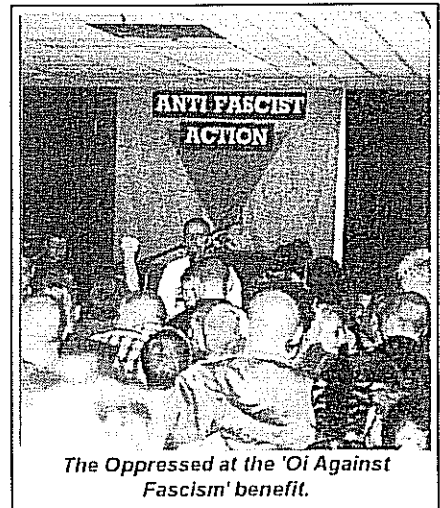 ANTI FASCIST
ACTION
The Oppressed at the 'Oi Against
Fascism' benefit.